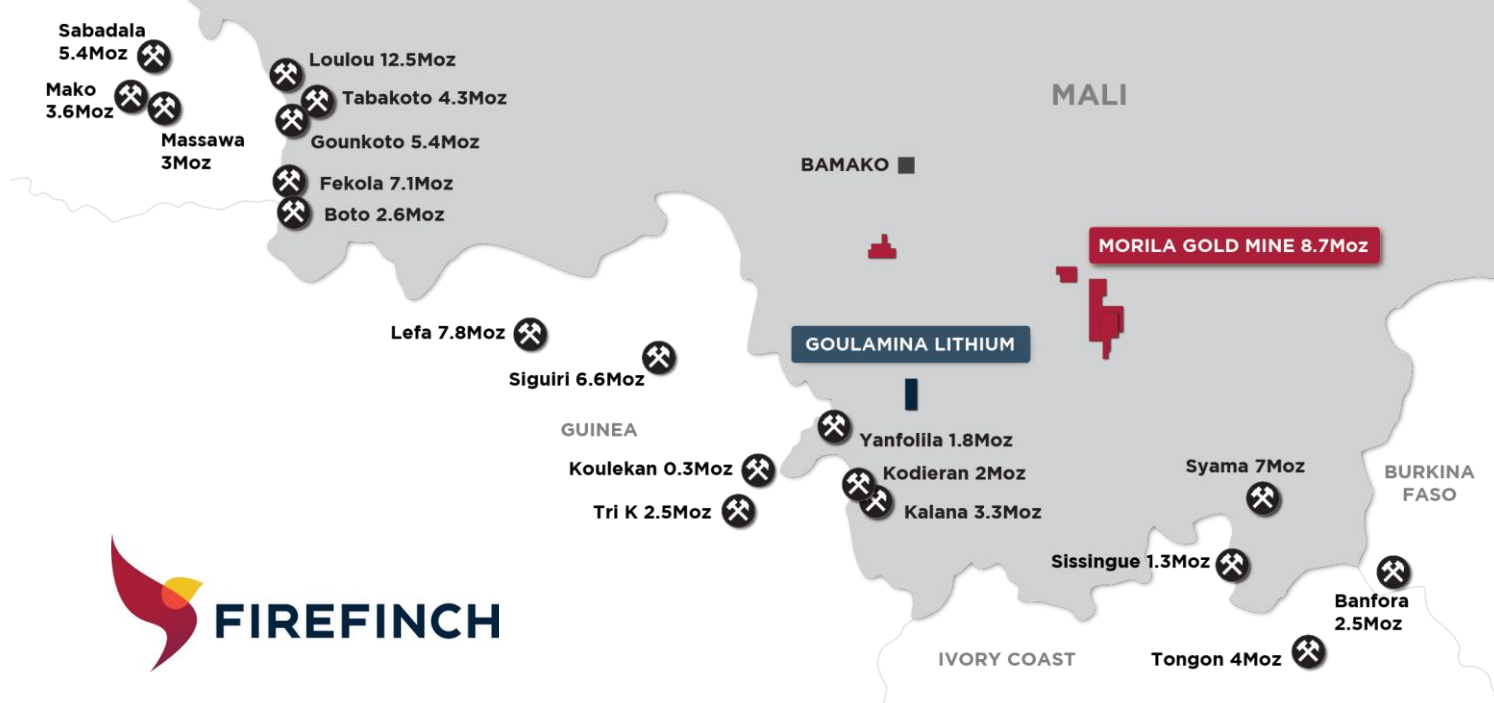 Sabadala
5.4Moz
Loulou 12.5Moz
Mako
3.6Moz
Tabakoto 4.3Moz
MALI
Massawa
3Moz
Gounkoto 5.4Moz
BAMAKO
Fekola 7.1Moz
Boto 2.6Moz
MORILA GOLD MINE 8.7Moz
Lefa 7.8Moz
GOULAMINA LITHIUM
Siguiri 6.6Moz
GUINEA
Yanfolila 1.8Moz
Koulekan 0.3Moz
Kodieran 2Moz
Syama 7Moz
BURKINA
FASO
Tri K 2.5Moz
Kalana 3.3Moz
Sissingue 1.3Moz
Banfora
2.5Moz
FIREFINCH
IVORY COAST
Tongon 4Moz